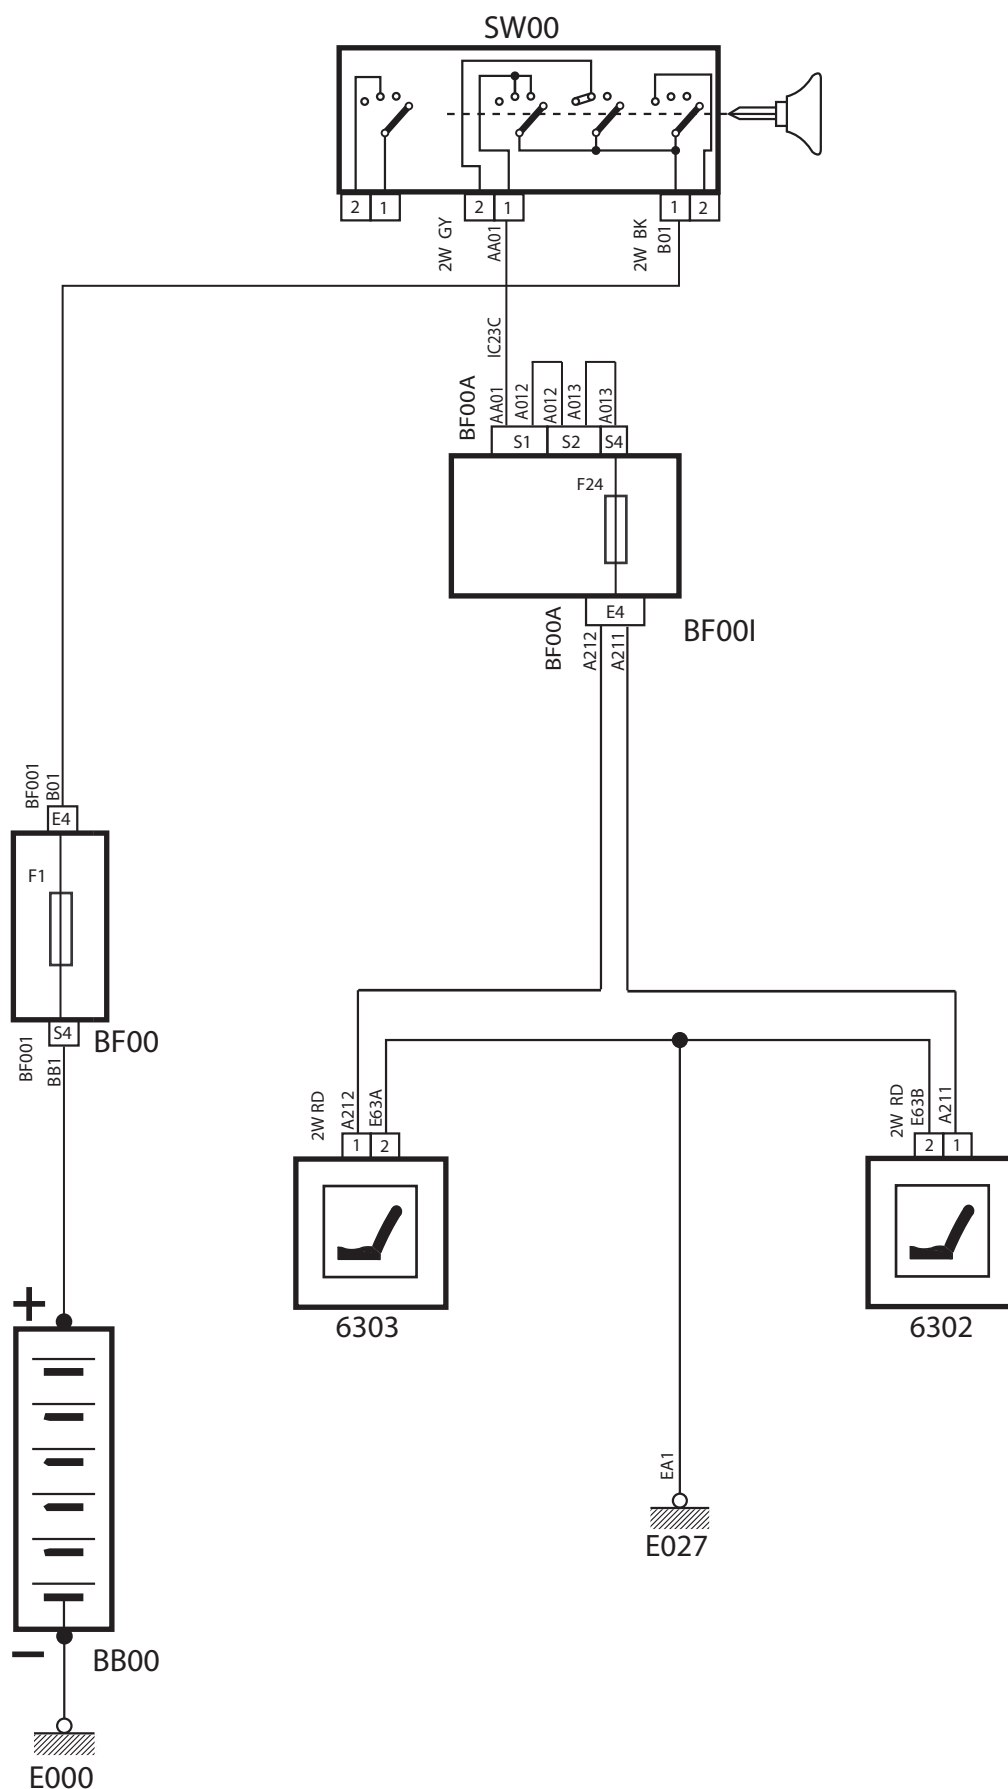 SW00
2 1
2 1
1 2
2W GY
AA01
2W BK
B01
IC23C
BF00A
AA01
A012
A012
A013
A013
S1 S2 S4
F24
E4
BF00A
A212
A211
BF00I
BF001
B01
E4
F1
S4
BF00
BF001
BB1
2W RD
A212
E63A
1 2
6303
2W RD
E63B
A211
2 1
6302
EA1
E027
+
−
BB00
E000